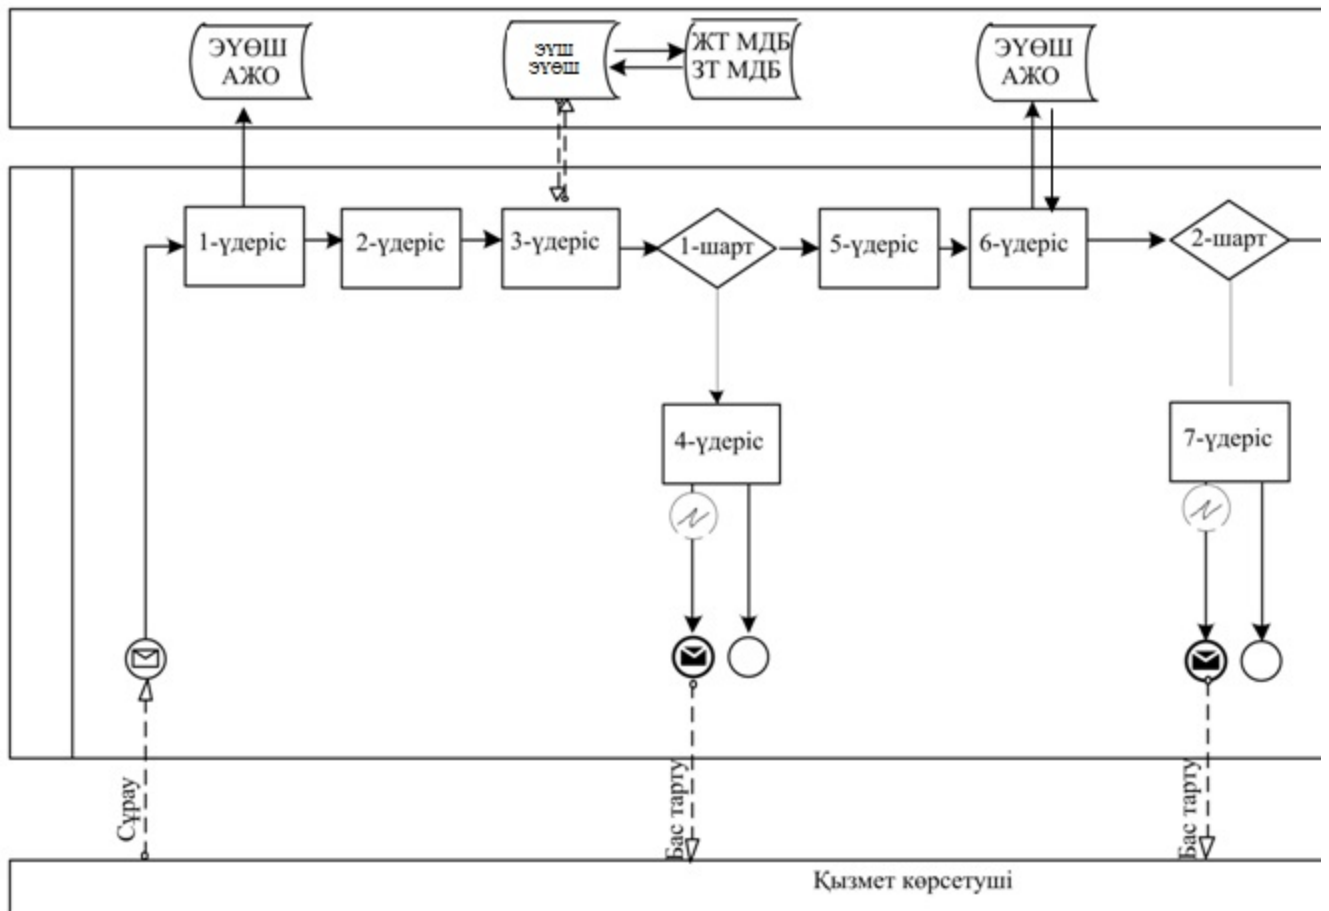 ЭҮӨШ
АЖО
ЭҮШ
ЭҮӨШ
ЖТ МДБ
ЗТ МДБ
ЭҮӨШ
АЖО
1-үдеріс
2-үдеріс
3-үдеріс
1-шарт
5-үдеріс
6-үдеріс
2-шарт
4-үдеріс
7-үдеріс
Сұрау
Бас тарту
Бас тарту
Қызмет көрсетуші